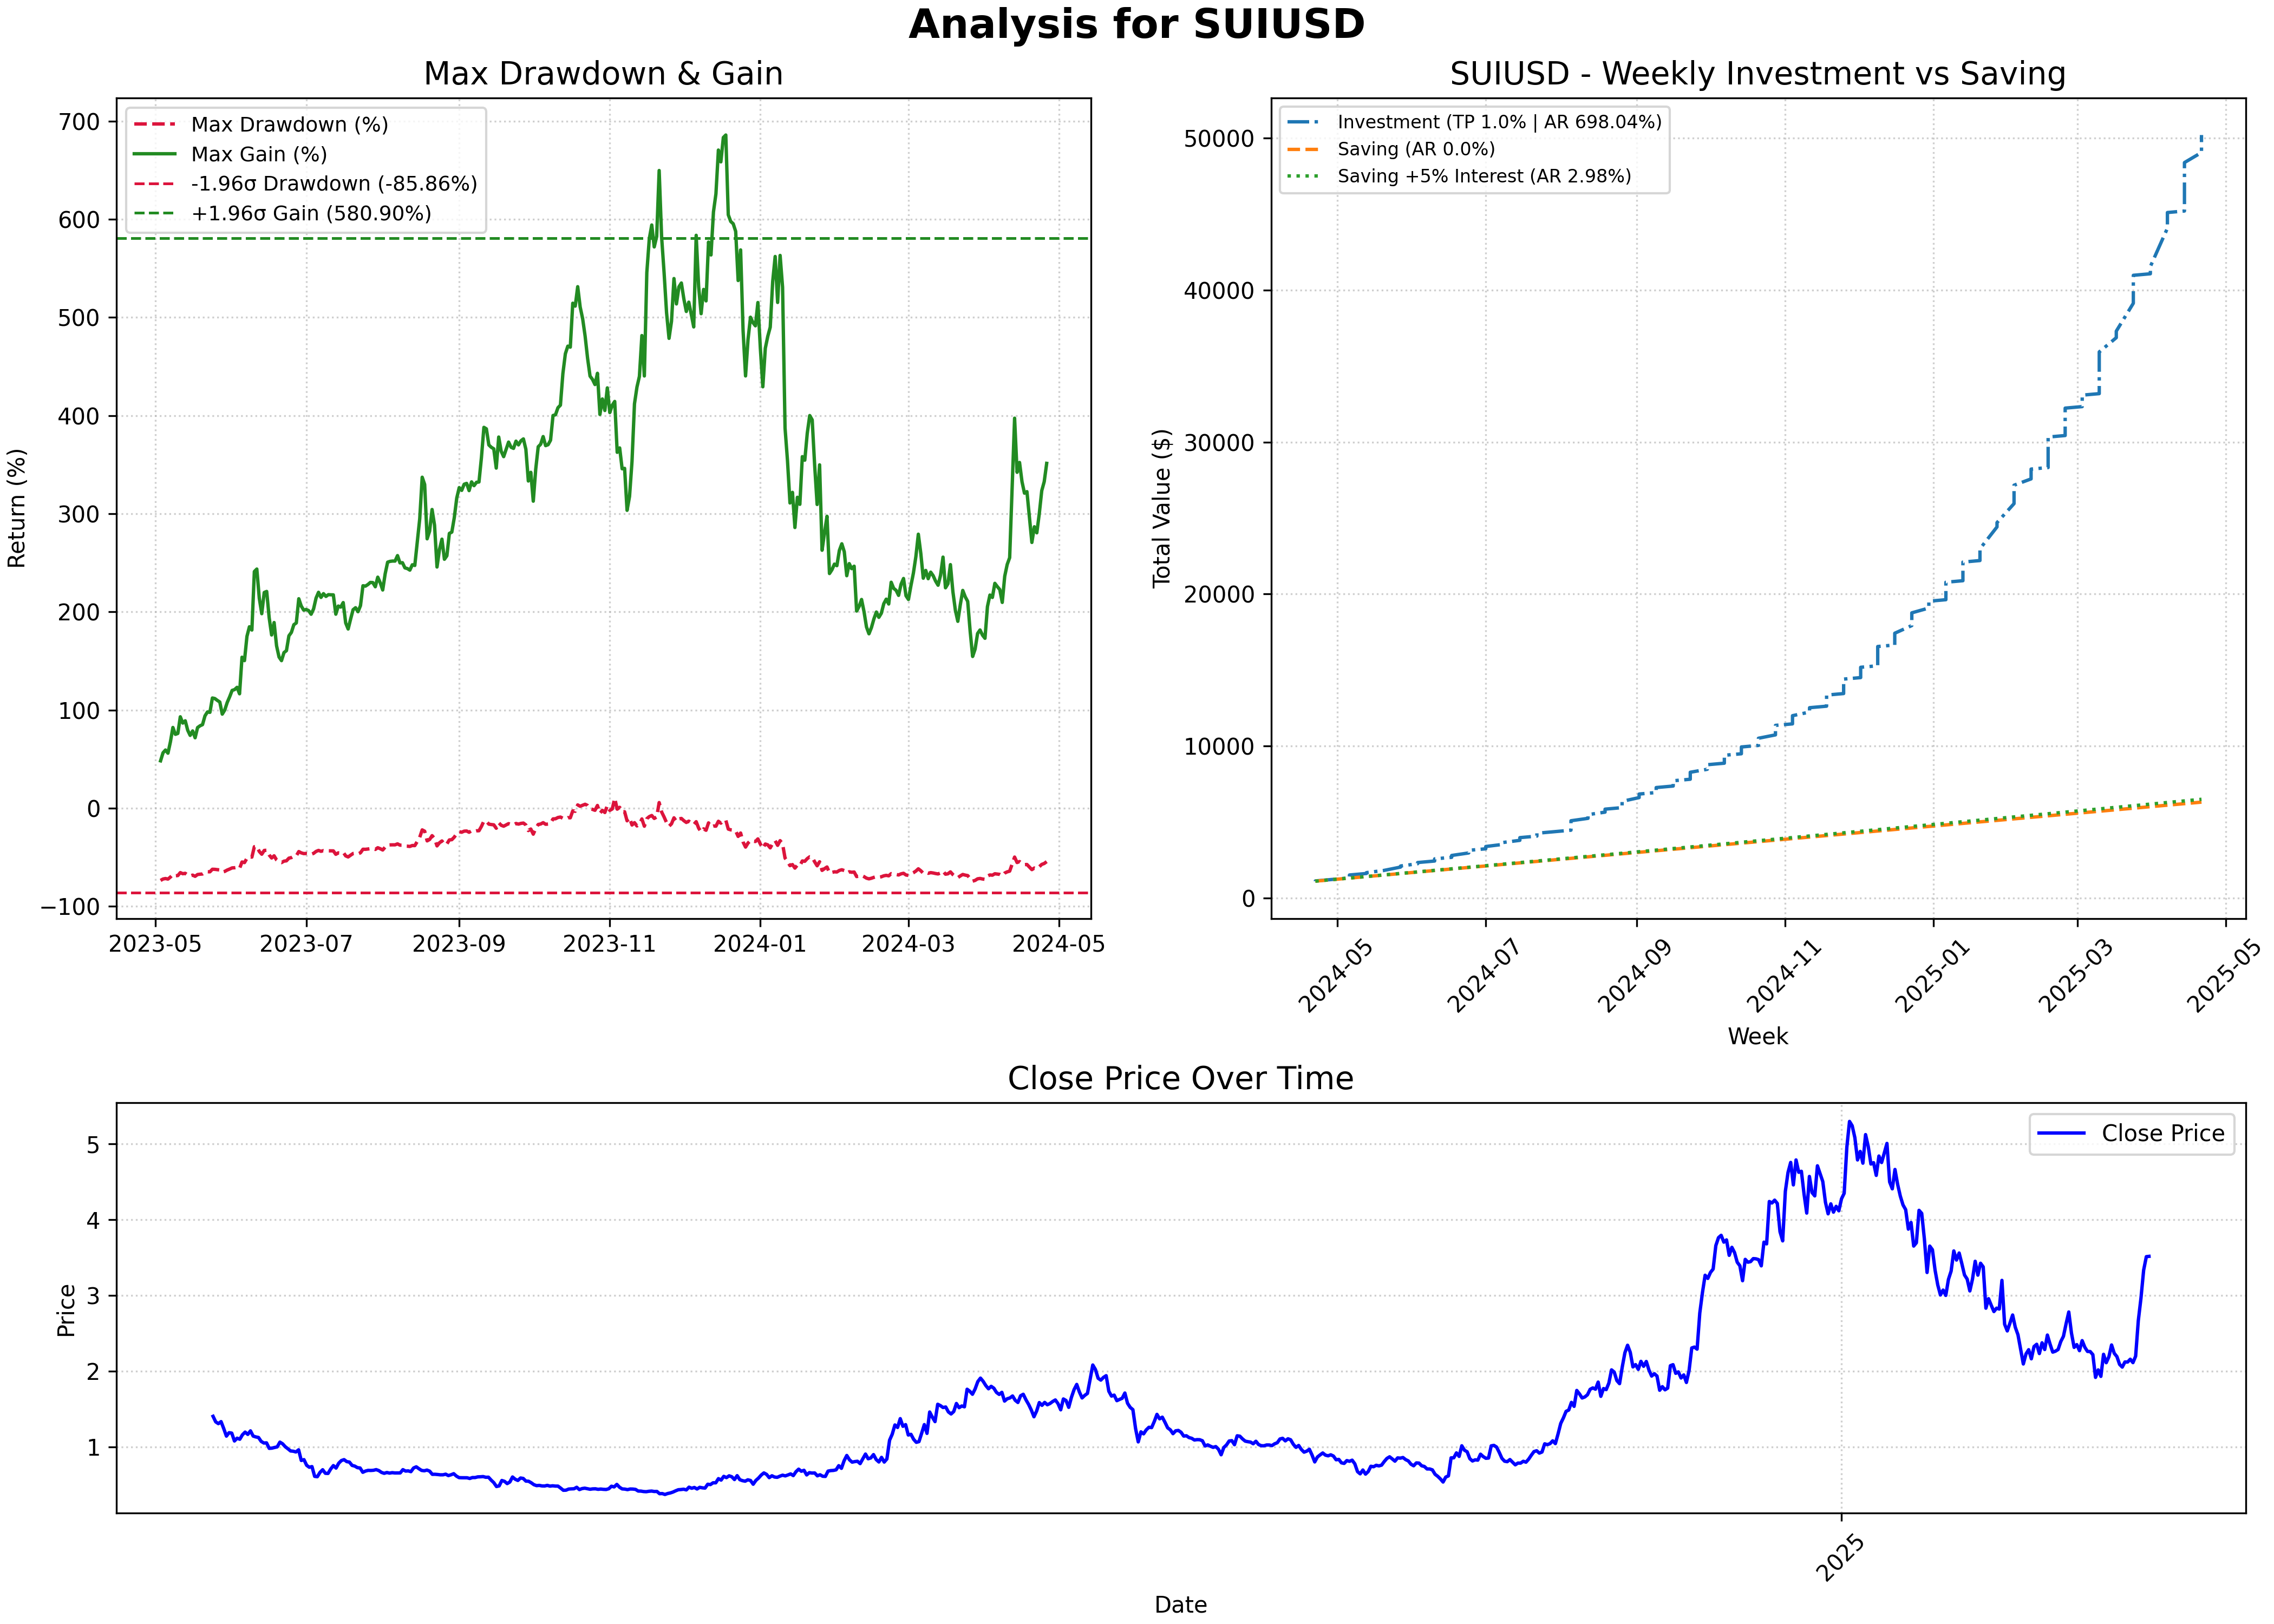 Analysis for SUIUSD
Max Drawdown & Gain
Max Drawdown (%)
Max Gain (%)
-1.96σ Drawdown (-85.86%)
+1.96σ Gain (580.90%)
Return (%)
700
600
500
400
300
200
100
0
−100
2023-05
2023-07
2023-09
2023-11
2024-01
2024-03
2024-05
SUIUSD - Weekly Investment vs Saving
Investment (TP 1.0% | AR 698.04%)
Saving (AR 0.0%)
Saving +5% Interest (AR 2.98%)
Total Value ($)
50000
40000
30000
20000
10000
0
2024-05
2024-07
2024-09
2024-11
2025-01
2025-03
2025-05
Week
Close Price Over Time
Close Price
Price
5
4
3
2
1
2025
Date